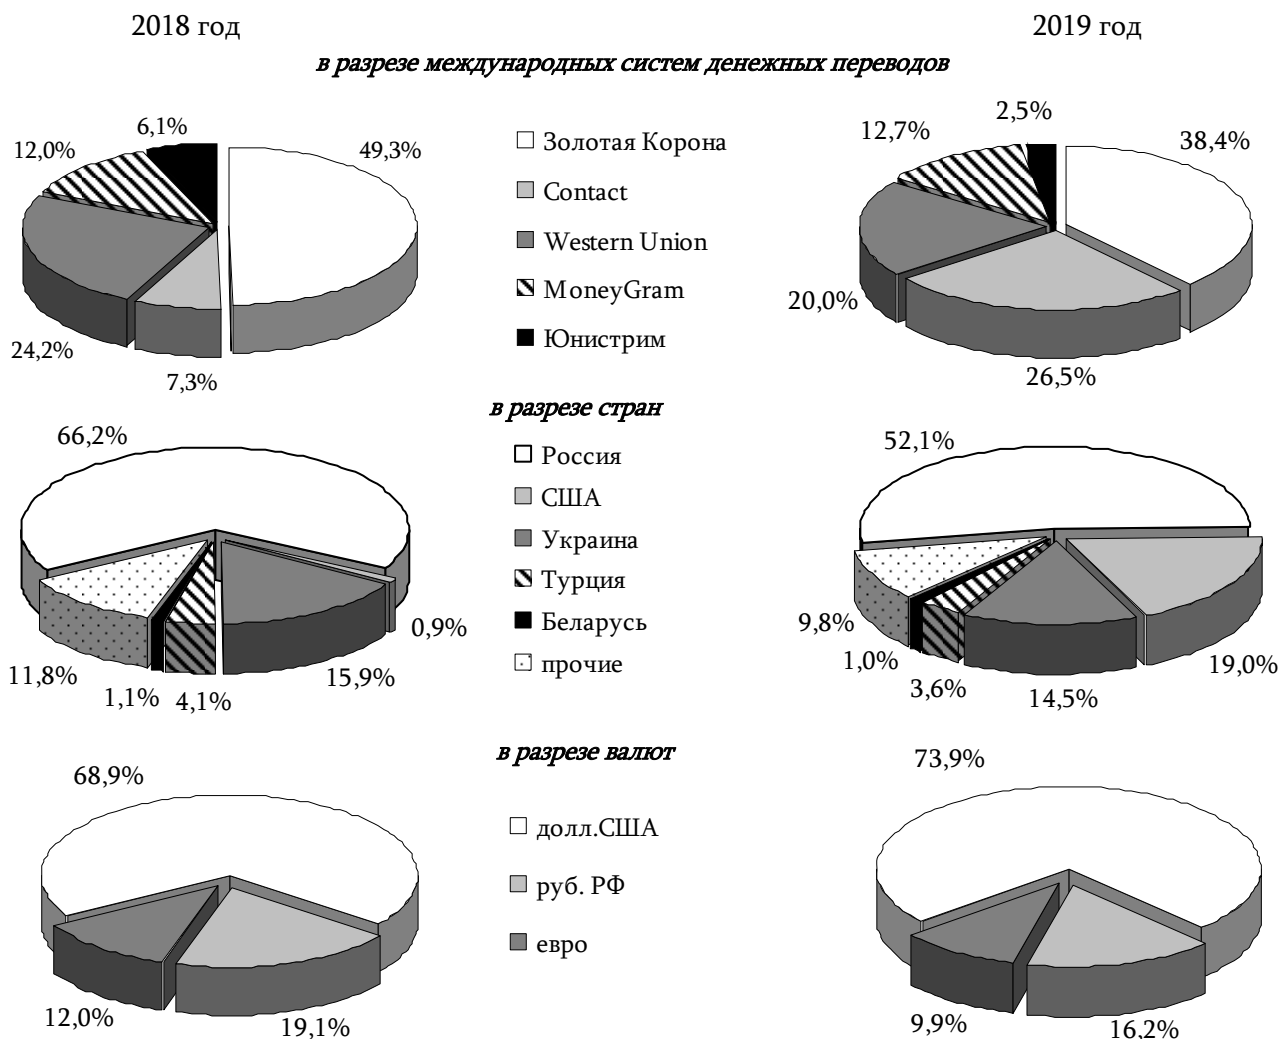 2018 год
2019 год
в разрезе международных систем денежных переводов
6,1%
12,0%
49,3%
24,2%
7,3%
Золотая Корона
Contact
Western Union
MoneyGram
Юнистрим
2,5%
12,7%
38,4%
20,0%
26,5%
в разрезе стран
66,2%
0,9%
11,8%
15,9%
1,1%
4,1%
Россия
США
Украина
Турция
Беларусь
прочие
52,1%
9,8%
1,0%
19,0%
3,6%
14,5%
в разрезе валют
68,9%
12,0%
19,1%
долл.США
руб. РФ
евро
73,9%
9,9%
16,2%